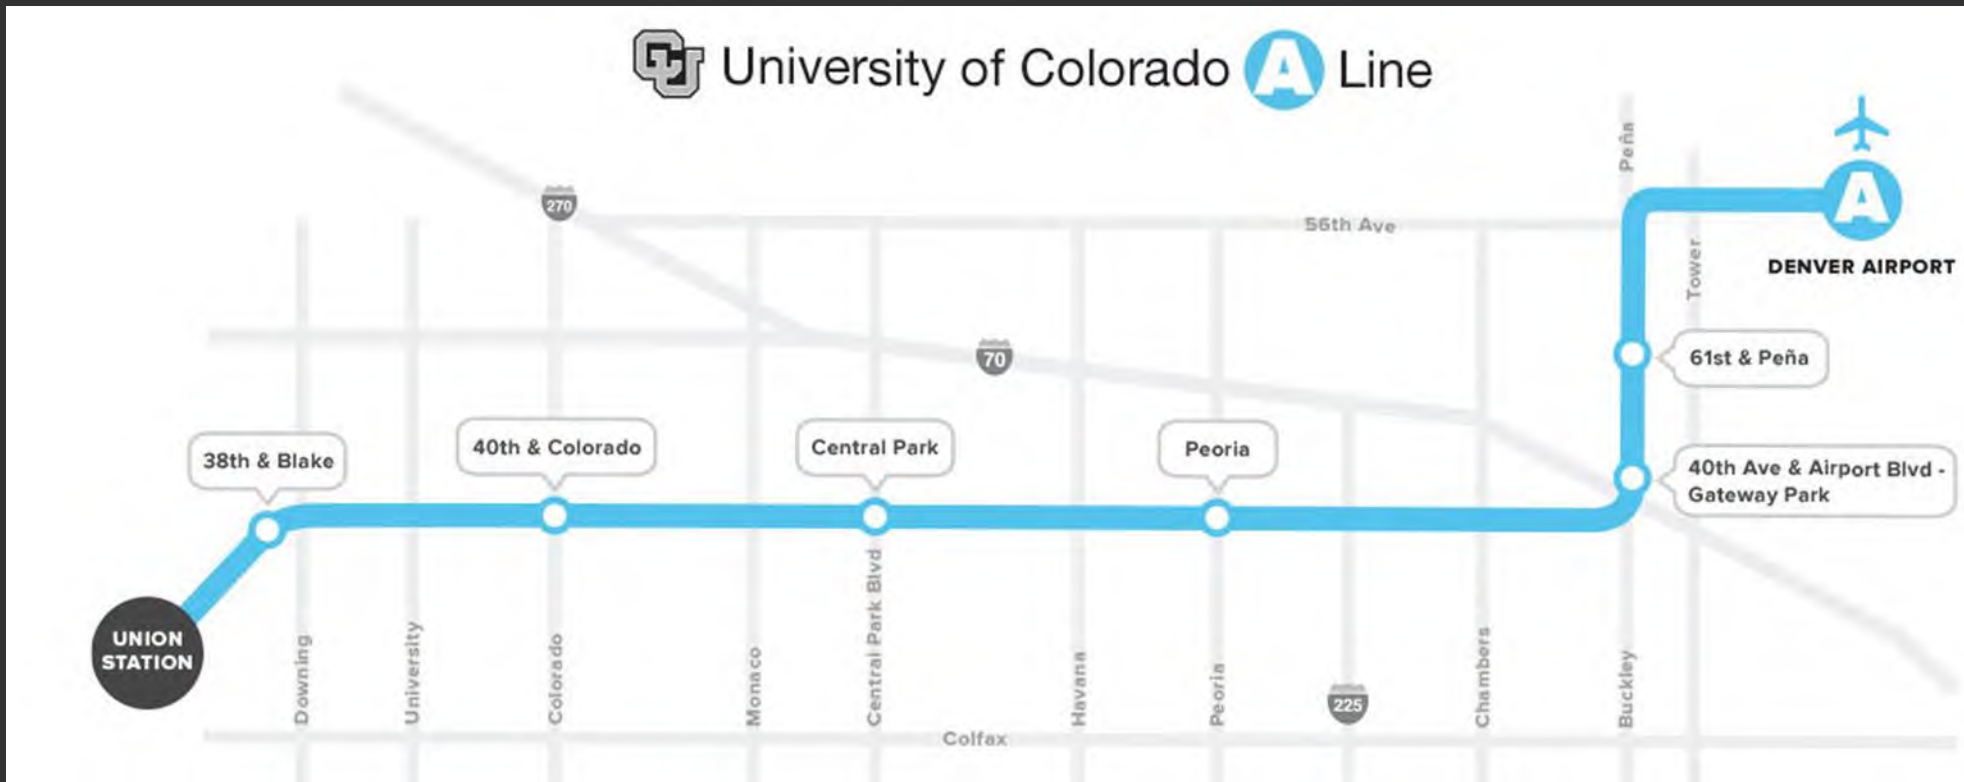 CU University of Colorado A Line
Peña
A
270
56th Ave
DENVER AIRPORT
Tower
70
61st & Peña
38th & Blake
40th & Colorado
Central Park
Peoria
40th Ave & Airport Blvd -
Gateway Park
UNION
STATION
Downing
University
Colorado
Monaco
Central Park Blvd
Havana
Peoria
225
Chambers
Buckley
Colfax